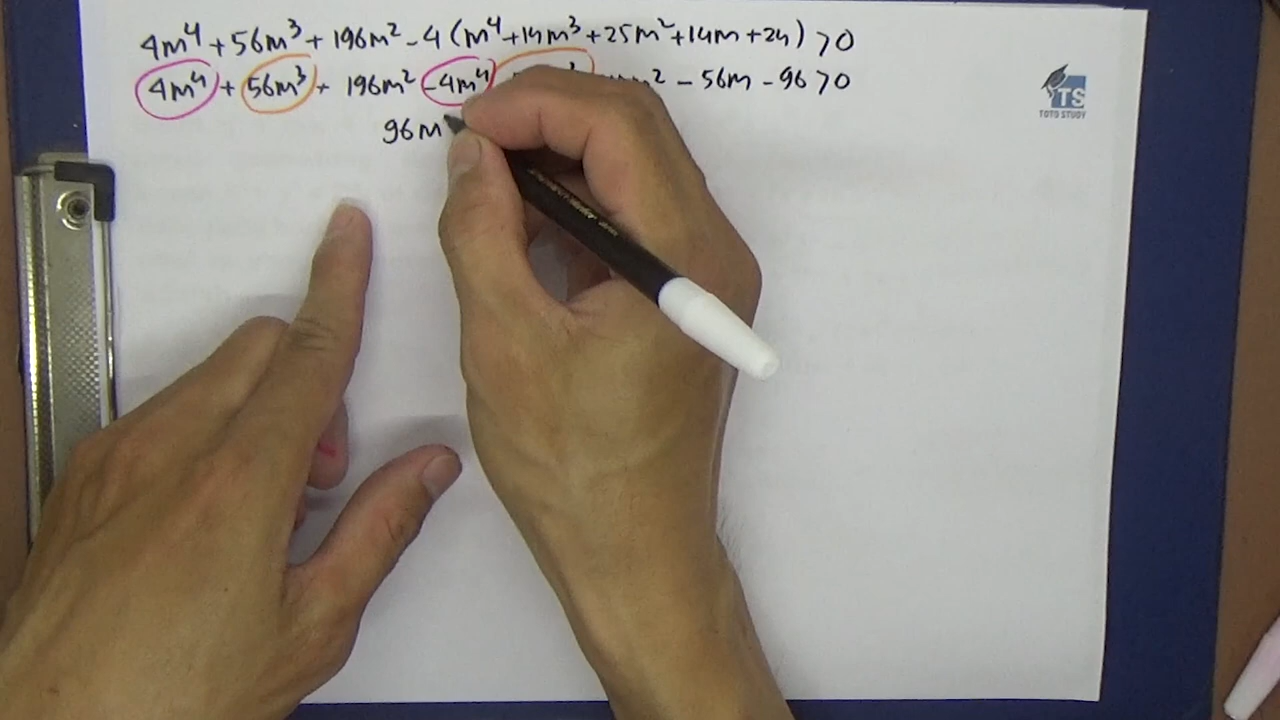 4m⁴ + 56m³ + 196m² - 4 (m⁴ + 14m³ + 25m² + 14m + 24) > 0
4m⁴ + 56m³ + 196m² - 4m⁴ m² - 56m - 96 > 0
96m
TS
TOTO STUDY